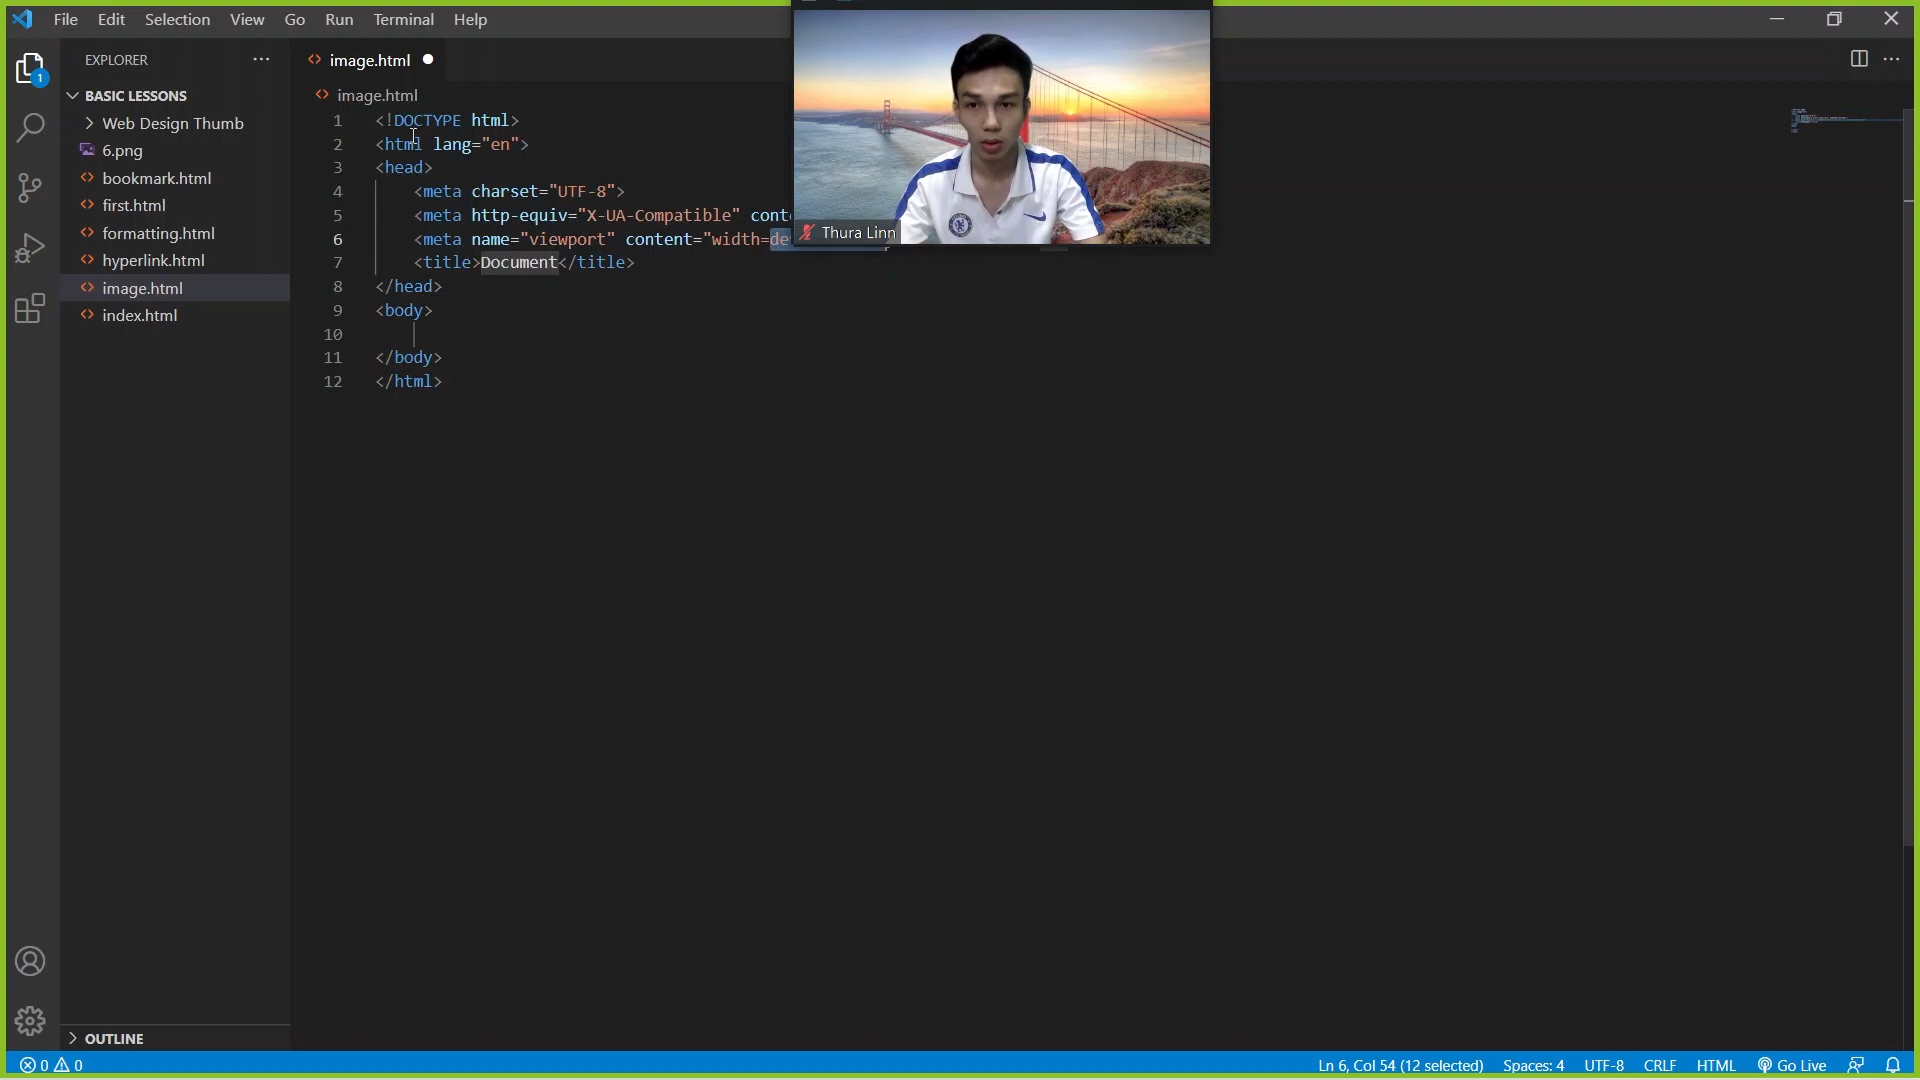 File Edit Selection View Go Run Terminal Help
EXPLORER
image.html
1
BASIC LESSONS
Web Design Thumb
6.png
bookmark.html
first.html
formatting.html
hyperlink.html
image.html
index.html
OUTLINE
image.html
1 <!DOCTYPE html>
2 <html lang="en">
3 <head>
4 <meta charset="UTF-8">
5 <meta http-equiv="X-UA-Compatible"
6 <meta name="viewport" content="width=
7 <title>Document</title>
8 </head>
9 <body>
10
11 </body>
12 </html>
Thura Linn
0 0
Ln 6, Col 54 (12 selected) Spaces: 4 UTF-8 CRLF HTML Go Live